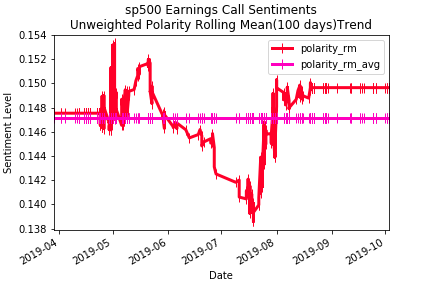 sp500 Earnings Call Sentiments
Unweighted Polarity Rolling Mean(100 days)Trend
polarity_rm
polarity_rm_avg
Sentiment Level
0.154
0.152
0.150
0.148
0.146
0.144
0.142
0.140
0.138
2019-04
2019-05
2019-06
2019-07
2019-08
2019-09
2019-10
Date